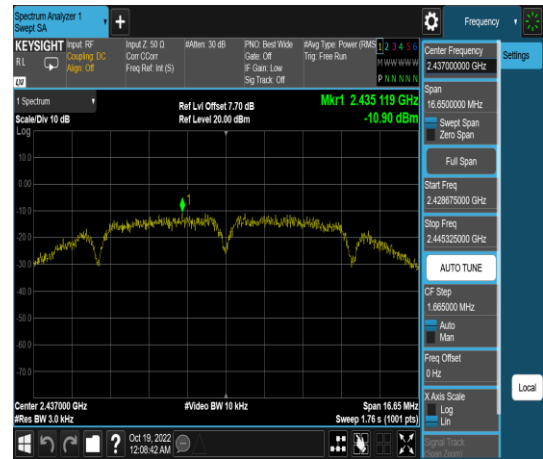 Spectrum Analyzer 1
Swept SA
Frequency
KEYSIGHT
RL
Input: RF
Coupling: DC
Align: Off
Input Z: 50 Ω
Corr CCorr
Freq Ref: Int (S)
#Atten: 30 dB
PNO: Best Wide
Gate: Off
IF Gain: Low
Sig Track: Off
#Avg Type: Power (RMS
Trig: Free Run
1 2 3 4 5 6
M W W W W W
P N N N N N
1 Spectrum
Scale/Div 10 dB
Ref Lvl Offset 7.70 dB
Ref Level 20.00 dBm
Mkr1 2.435 119 GHz
-10.90 dBm
Log
10.0
0.00
-10.0
-20.0
-30.0
-40.0
-50.0
-60.0
-70.0
1
Center 2.437000 GHz
#Res BW 3.0 kHz
#Video BW 10 kHz
Span 16.65 MHz
Sweep 1.76 s (1001 pts)
Oct 19, 2022
12:08:42 AM
Center Frequency
2.437000000 GHz
Span
16.6500000 MHz
Swept Span
Zero Span
Full Span
Start Freq
2.428675000 GHz
Stop Freq
2.445325000 GHz
AUTO TUNE
CF Step
1.665000 MHz
Auto
Man
Freq Offset
0 Hz
X Axis Scale
Log
Lin
Signal Track
(Span Zoom)
Settings
Local